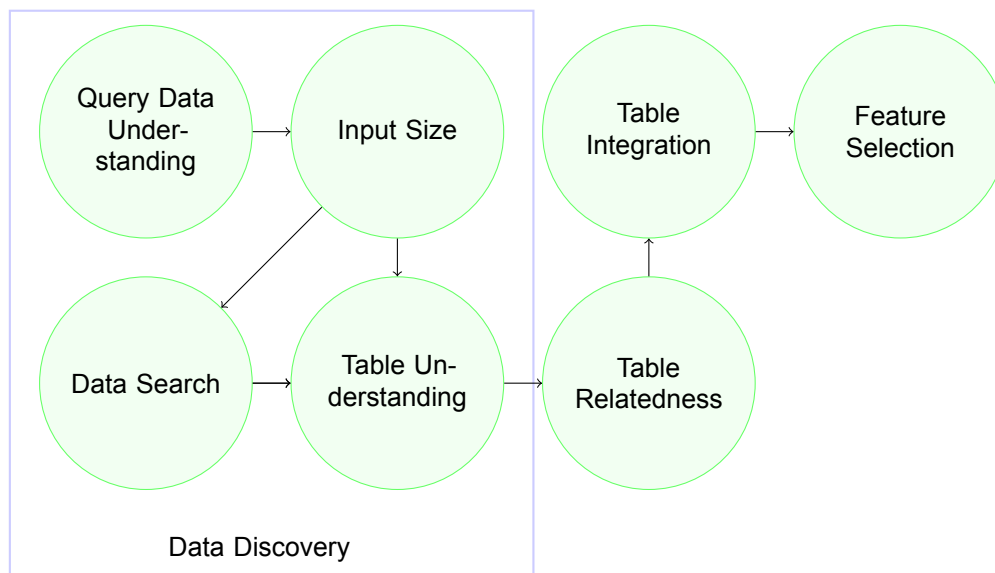 Query Data
Under-
standing
Input Size
Table
Integration
Feature
Selection
Data Search
Table Un-
derstanding
Table
Relatedness
Data Discovery